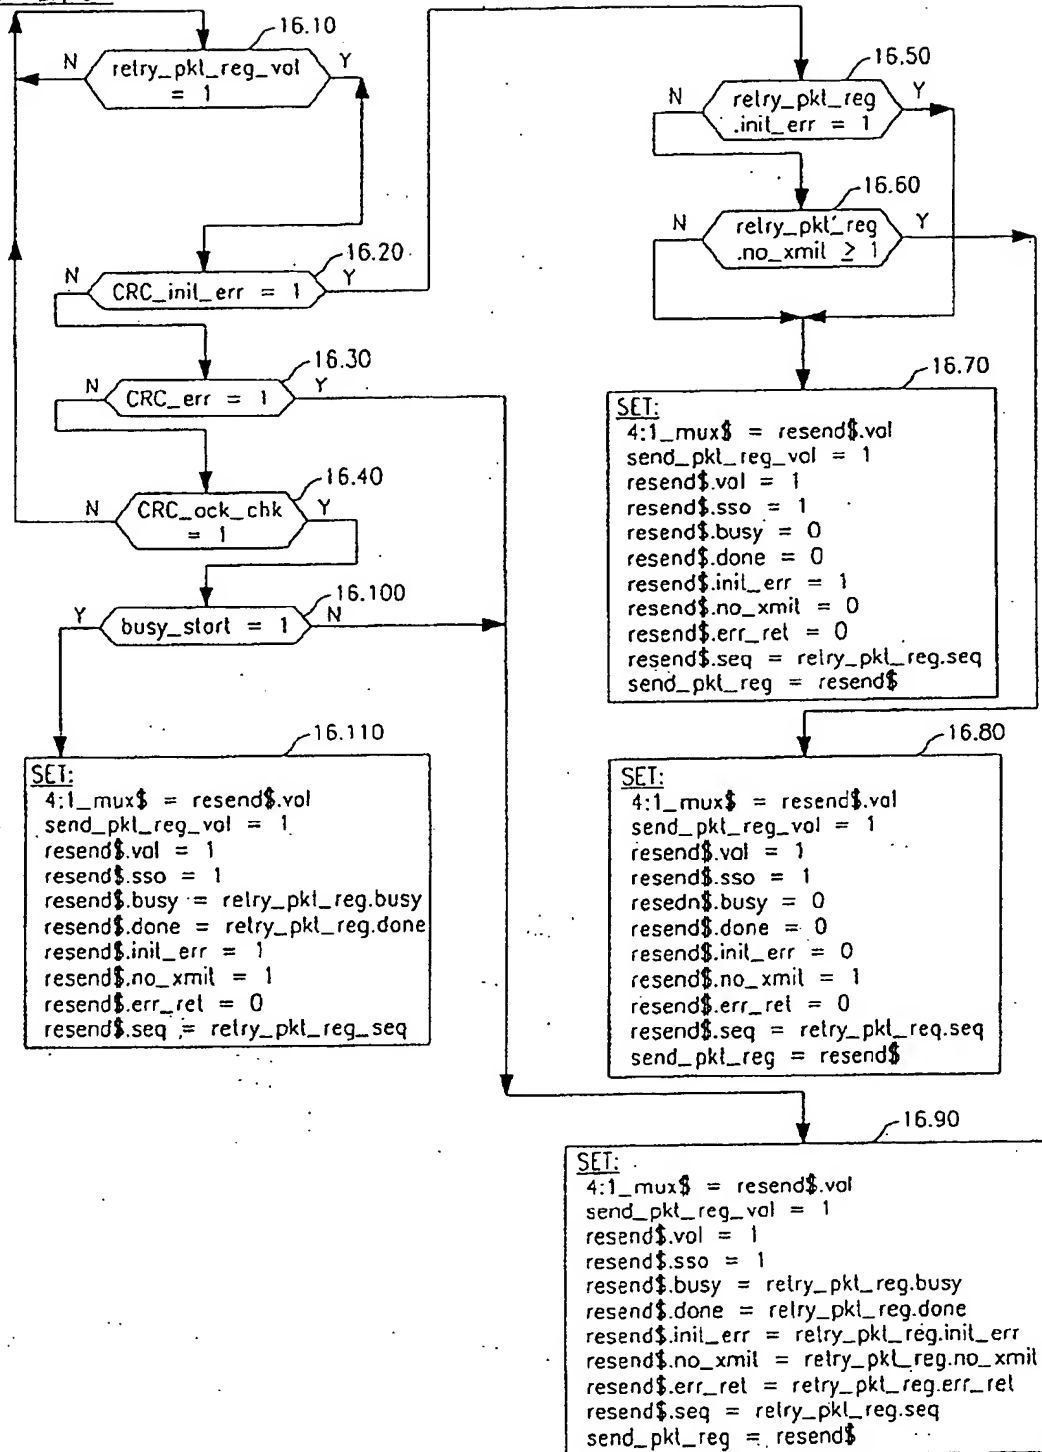 16.10
retry_pkt_reg_val
= 1
N
Y
16.20
CRC_init_err = 1
N
Y
16.30
CRC_err = 1
N
Y
16.40
CRC_ack_chk
= 1
N
Y
16.100
busy_start = 1
Y
N
16.110
SET:
4:1_mux$ = resend$.val
send_pkt_reg_val = 1
resend$.val = 1
resend$.sso = 1
resend$.busy = retry_pkt_reg.busy
resend$.done = retry_pkt_reg.done
resend$.init_err = 1
resend$.no_xmit = 1
resend$.err_ret = 0
resend$.seq = retry_pkt_reg_seq
16.50
retry_pkt_reg
.init_err = 1
N
Y
16.60
retry_pkt_reg
.no_xmit ≥ 1
N
Y
16.70
SET:
4:1_mux$ = resend$.val
send_pkt_reg_val = 1
resend$.val = 1
resend$.sso = 1
resend$.busy = 0
resend$.done = 0
resend$.init_err = 1
resend$.no_xmit = 0
resend$.err_ret = 0
resend$.seq = retry_pkt_reg.seq
send_pkt_reg = resend$
16.80
SET:
4:1_mux$ = resend$.val
send_pkt_reg_val = 1
resend$.val = 1
resend$.sso = 1
resedn$.busy = 0
resend$.done = 0
resend$.init_err = 0
resend$.no_xmit = 1
resend$.err_ret = 0
resend$.seq = retry_pkt_reg.seq
send_pkt_reg = resend$
16.90
SET:
4:1_mux$ = resend$.val
send_pkt_reg_val = 1
resend$.val = 1
resend$.sso = 1
resend$.busy = retry_pkt_reg.busy
resend$.done = retry_pkt_reg.done
resend$.init_err = retry_pkt_reg.init_err
resend$.no_xmit = retry_pkt_reg.no_xmit
resend$.err_ret = retry_pkt_reg.err_ret
resend$.seq = retry_pkt_reg.seq
send_pkt_reg = resend$